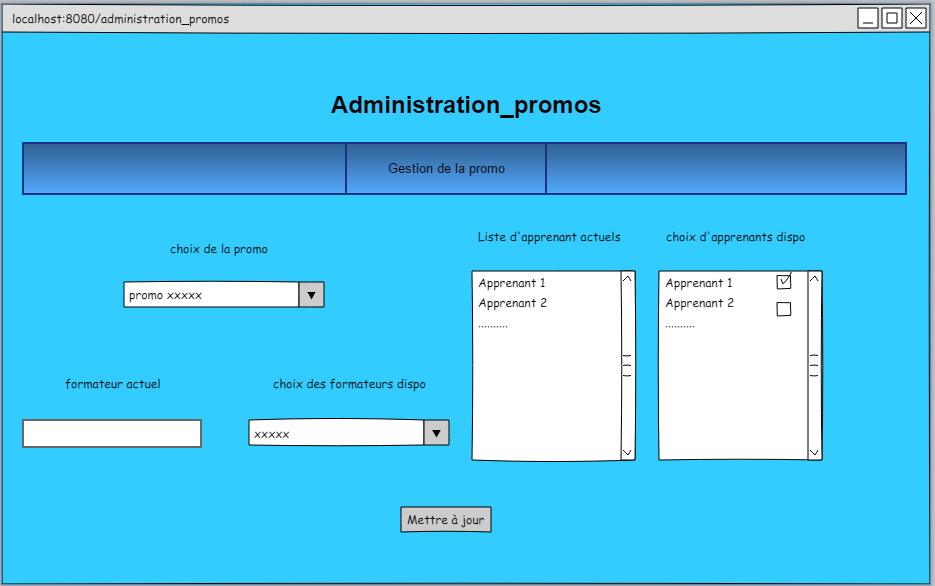 localhost:8080/administration_promos
Administration_promos
Gestion de la promo
choix de la promo
promo xxxxx
formateur actuel
choix des formateurs dispo
xxxxx
Liste d'apprenant actuels
Apprenant 1
Apprenant 2
..........
choix d'apprenants dispo
Apprenant 1
Apprenant 2
..........
Mettre à jour